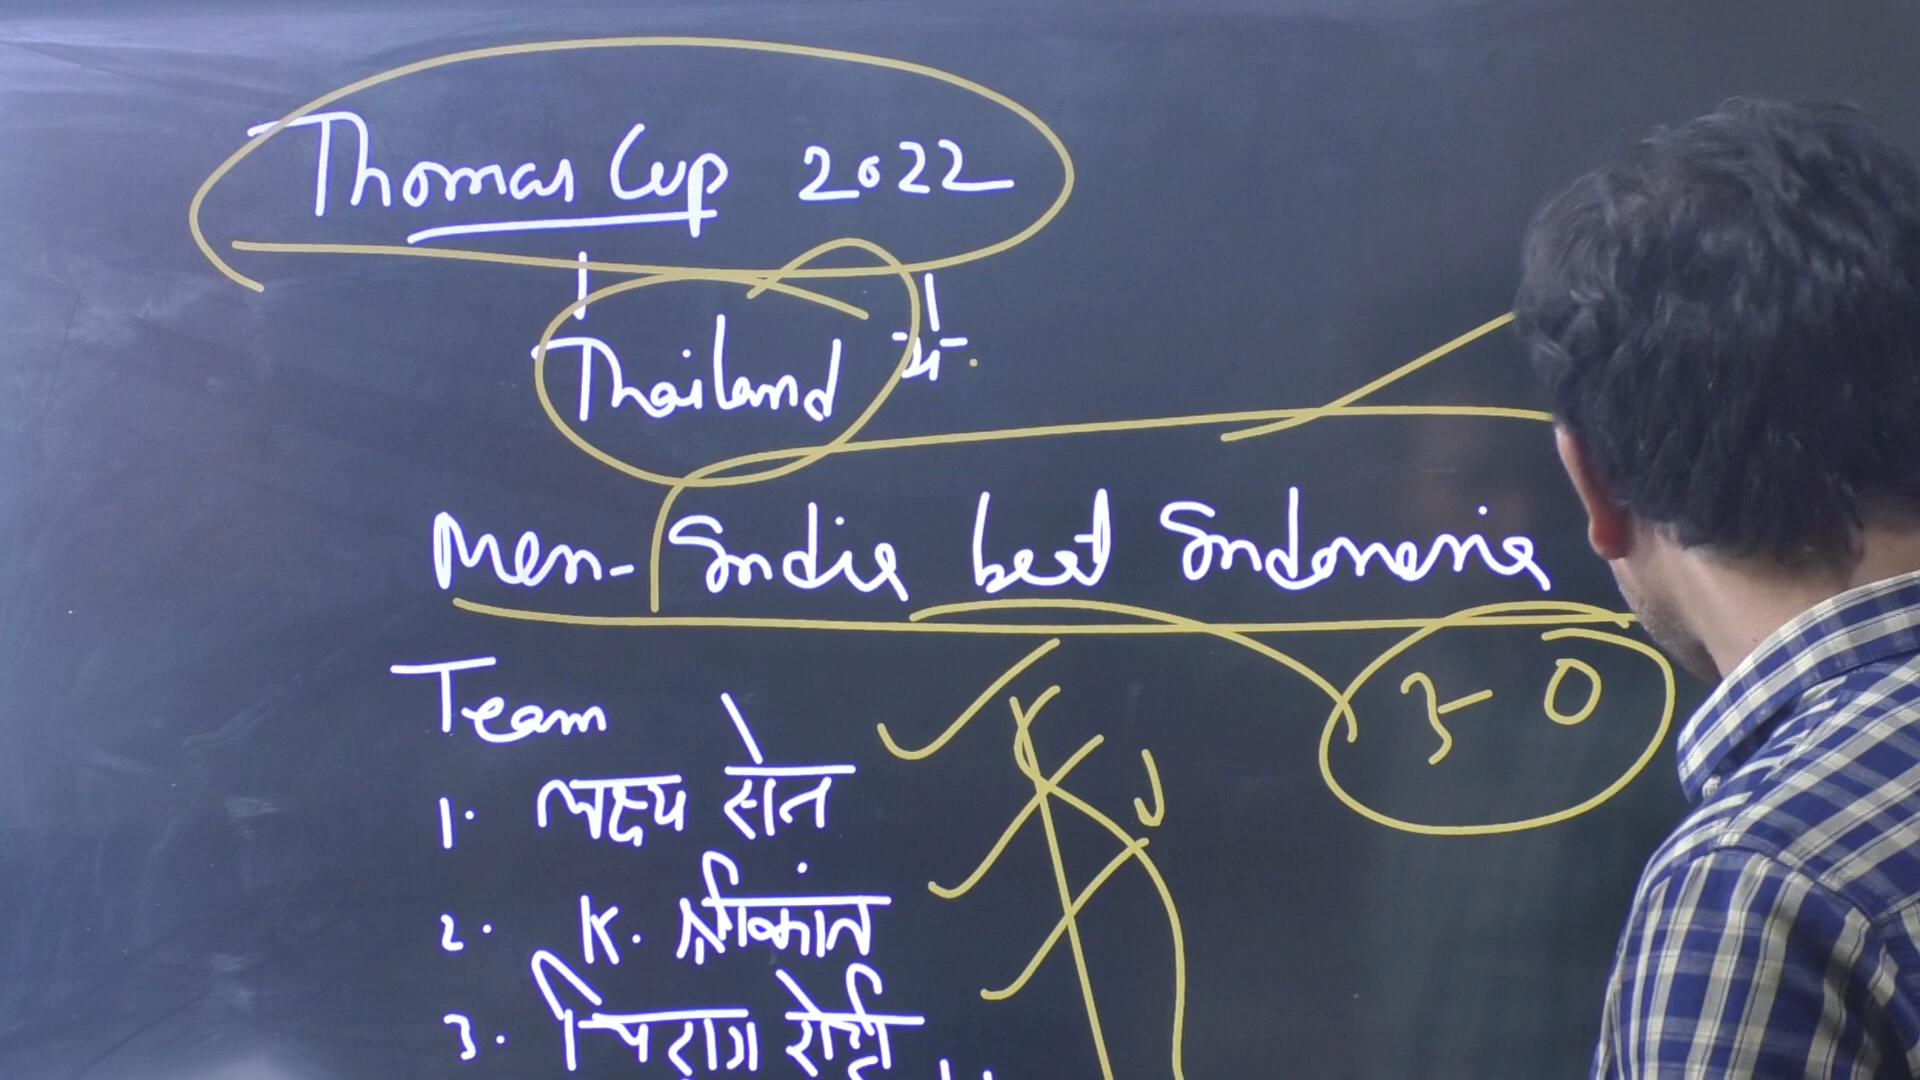 Thomas Cup 2022
Thailand में
Men - India beat Indonesia
3-0
Team
1. लक्ष्य सेन
2. K. श्रीकांत
3. चिराग शेट्टी